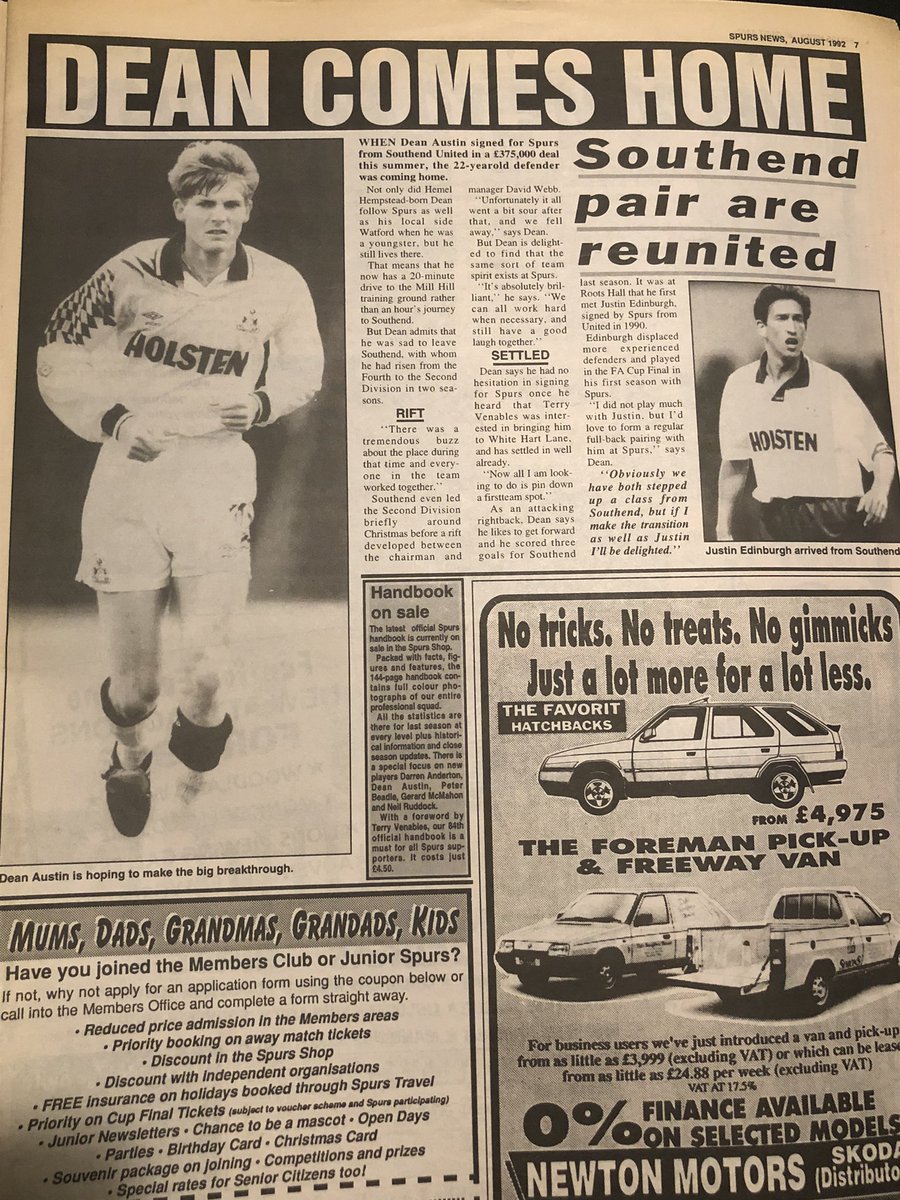 SPURS NEWS, AUGUST 1992 7
DEAN COMES HOME
HOLSTEN
Dean Austin is hoping to make the big breakthrough.
WHEN Dean Austin signed for Spurs
from Southend United in a £375,000 deal
this summer, the 22-yearold defender
was coming home.
Not only did Hemel
Hempstead-born Dean
follow Spurs as well
as his local side
Watford when he was
a youngster, but he
still lives there.
That means that he
now has a 20-minute
drive to the Mill Hill
training ground rather
than an hour's journey
to Southend.
But Dean admits that
he was sad to leave
Southend, with whom
he had risen from the
Fourth to the Second
Division in two sea-
sons.
RIFT
"There was a
tremendous buzz
about the place during
that time and every-
one in the team
worked together."
Southend even led
the Second Division
briefly around
Christmas before a rift
developed between
the chairman and
manager David Webb.
"Unfortunately it all
went a bit sour after
that, and we fell
away," says Dean.
But Dean is delight-
ed to find that the
same sort of team
spirit exists at Spurs.
"It's absolutely bril-
liant," he says. "We
can all work hard
when necessary, and
still have a good
laugh together."
SETTLED
Dean says he had no
hesitation in signing
for Spurs once he
heard that Terry
Venables was inter-
ested in bringing him
to White Hart Lane,
and has settled in well
already.
"Now all I am look-
ing to do is pin down
a firstteam spot."
As an attacking
rightback, Dean says
he likes to get forward
and he scored three
goals for Southend
Southend
pair are
reunited
last season. It was at
Roots Hall that he first
met Justin Edinburgh,
signed by Spurs from
United in 1990.
Edinburgh displaced
more experienced
defenders and played
in the FA Cup Final in
his first season with
Spurs.
"I did not play much
with Justin, but I'd
love to form a regular
full-back pairing with
him at Spurs," says
Dean.
"Obviously we
have both stepped
up a class from
Southend, but if I
make the transition
as well as Justin
I'll be delighted."
HOLSTEN
Justin Edinburgh arrived from Southend
Handbook
on sale
The latest official Spurs
handbook is currently on
sale in the Spurs Shop.
Packed with facts, fig-
ures and features, the
144-page handbook con-
tains full colour pho-
tographs of our entire
professional squad.
All the statistics are
there for last season at
every level plus histori-
cal information and close
season updates. There is
a special focus on new
players Darren Anderton,
Dean Austin, Peter
Beadle, Gerard McMahon
and Neil Ruddock.
With a foreword by
Terry Venables, our 84th
official handbook is a
must for all Spurs sup-
porters. It costs just
£4.50.
MUMS, DADS, GRANDMAS, GRANDADS, KIDS
Have you joined the Members Club or Junior Spurs?
If not, why not apply for an application form using the coupon below or
call into the Members Office and complete a form straight away.
• Reduced price admission in the Members areas
• Priority booking on away match tickets
• Discount in the Spurs Shop
• Discount with independent organisations
• FREE insurance on holidays booked through Spurs Travel
• Priority on Cup Final Tickets (subject to voucher scheme and Spurs participating)
• Junior Newsletters • Chance to be a mascot • Open Days
Parties • Birthday Card • Christmas Card
• Souvenir package on joining • Competitions and prizes
• Special rates for Senior Citizens too!
No tricks. No treats. No gimmicks
Just a lot more for a lot less.
THE FAVORIT
HATCHBACKS
FROM £4,975
THE FOREMAN PICK-UP
& FREEWAY VAN
For business users we've just introduced a van and pick-up
from as little as £3,999 (excluding VAT) or which can be leas
from as little as £24.88 per week (excluding VAT)
VAT AT 17.5%
0% FINANCE AVAILABLE
ON SELECTED MODELS
NEWTON MOTORS SKODA
(Distributo